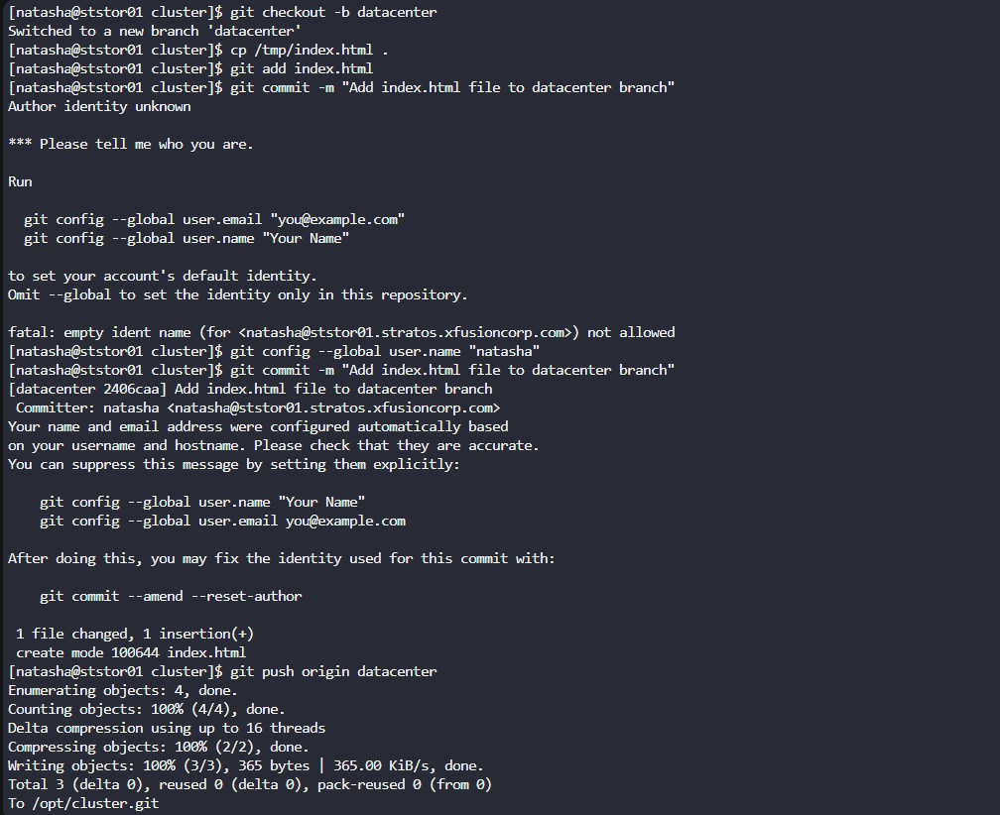 [natasha@ststor01 cluster]$ git checkout -b datacenter
Switched to a new branch 'datacenter'
[natasha@ststor01 cluster]$ cp /tmp/index.html .
[natasha@ststor01 cluster]$ git add index.html
[natasha@ststor01 cluster]$ git commit -m "Add index.html file to datacenter branch"
Author identity unknown

*** Please tell me who you are.

Run

  git config --global user.email "you@example.com"
  git config --global user.name "Your Name"

to set your account's default identity.
Omit --global to set the identity only in this repository.

fatal: empty ident name (for <natasha@ststor01.stratos.xfusioncorp.com>) not allowed
[natasha@ststor01 cluster]$ git config --global user.name "natasha"
[natasha@ststor01 cluster]$ git commit -m "Add index.html file to datacenter branch"
[datacenter 2406caa] Add index.html file to datacenter branch
 Committer: natasha <natasha@ststor01.stratos.xfusioncorp.com>
Your name and email address were configured automatically based
on your username and hostname. Please check that they are accurate.
You can suppress this message by setting them explicitly:

    git config --global user.name "Your Name"
    git config --global user.email you@example.com

After doing this, you may fix the identity used for this commit with:

    git commit --amend --reset-author

 1 file changed, 1 insertion(+)
 create mode 100644 index.html
[natasha@ststor01 cluster]$ git push origin datacenter
Enumerating objects: 4, done.
Counting objects: 100% (4/4), done.
Delta compression using up to 16 threads
Compressing objects: 100% (2/2), done.
Writing objects: 100% (3/3), 365 bytes | 365.00 KiB/s, done.
Total 3 (delta 0), reused 0 (delta 0), pack-reused 0 (from 0)
To /opt/cluster.git